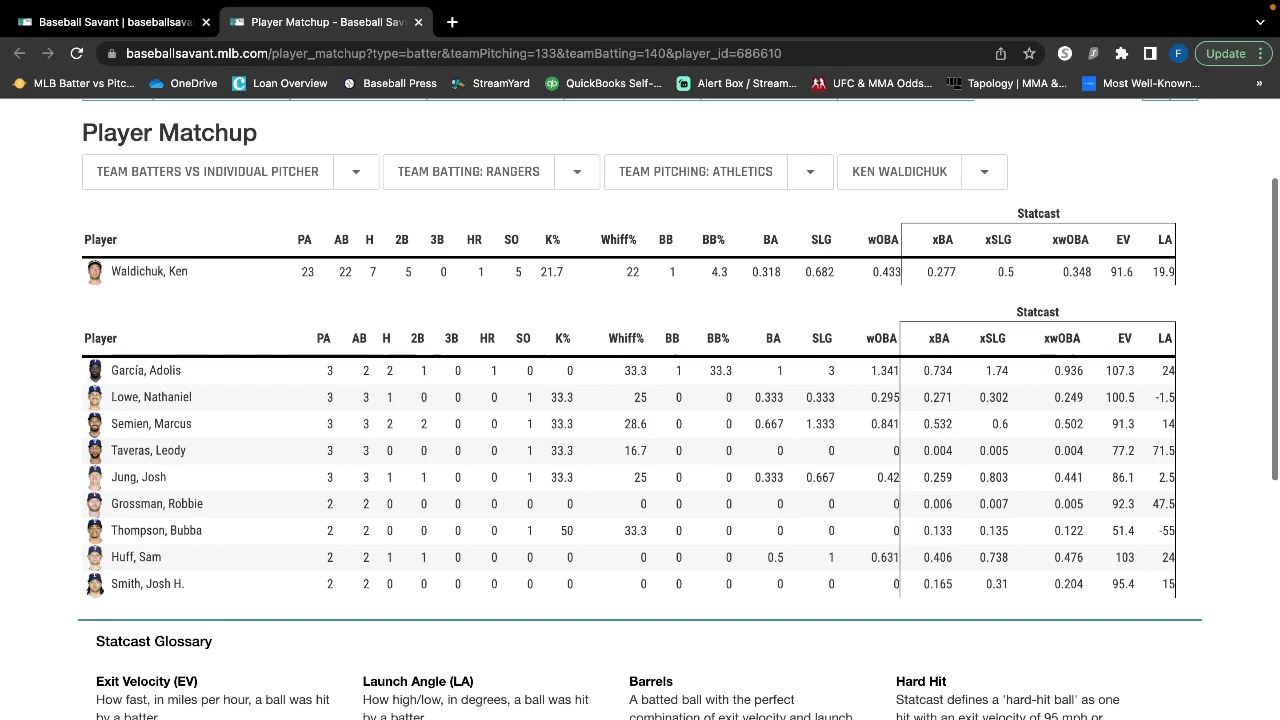 Baseball Savant | baseballsava
Player Matchup – Baseball Sav
baseballsavant.mlb.com/player_matchup?type=batter&teamPitching=133&teamBatting=140&player_id=686610
F
Update
MLB Batter vs Pitc... OneDrive Loan Overview Baseball Press StreamYard QuickBooks Self-... Alert Box / Stream... UFC & MMA Odds... Tapology | MMA &... Most Well-Known... »
Player Matchup
TEAM BATTERS VS INDIVIDUAL PITCHER TEAM BATTING: RANGERS TEAM PITCHING: ATHLETICS KEN WALDICHUK
Statcast
Player PA AB H 2B 3B HR SO K% Whiff% BB BB% BA SLG wOBA xBA xSLG xwOBA EV LA
Waldichuk, Ken 23 22 7 5 0 1 5 21.7 22 1 4.3 0.318 0.682 0.433 0.277 0.5 0.348 91.6 19.9
Statcast
Player PA AB H 2B 3B HR SO K% Whiff% BB BB% BA SLG wOBA xBA xSLG xwOBA EV LA
García, Adolis 3 2 2 1 0 1 0 0 33.3 1 33.3 1 3 1.341 0.734 1.74 0.936 107.3 24
Lowe, Nathaniel 3 3 1 0 0 0 1 33.3 25 0 0 0.333 0.333 0.295 0.271 0.302 0.249 100.5 -1.5
Semien, Marcus 3 3 2 2 0 0 1 33.3 28.6 0 0 0.667 1.333 0.841 0.532 0.6 0.502 91.3 14
Taveras, Leody 3 3 0 0 0 0 1 33.3 16.7 0 0 0 0 0 0.004 0.005 0.004 77.2 71.5
Jung, Josh 3 3 1 1 0 0 1 33.3 25 0 0 0.333 0.667 0.42 0.259 0.803 0.441 86.1 2.5
Grossman, Robbie 2 2 0 0 0 0 0 0 0 0 0 0 0 0 0.006 0.007 0.005 92.3 47.5
Thompson, Bubba 2 2 0 0 0 0 1 50 33.3 0 0 0 0 0 0.133 0.135 0.122 51.4 -55
Huff, Sam 2 2 1 1 0 0 0 0 0 0 0 0.5 1 0.631 0.406 0.738 0.476 103 24
Smith, Josh H. 2 2 0 0 0 0 0 0 0 0 0 0 0 0 0.165 0.31 0.204 95.4 15
Statcast Glossary
Exit Velocity (EV) Launch Angle (LA) Barrels Hard Hit
How fast, in miles per hour, a ball was hit How high/low, in degrees, a ball was hit A batted ball with the perfect Statcast defines a 'hard-hit ball' as one
by a batter by a batter combination of exit velocity and launch hit with an exit velocity of 95 mph or